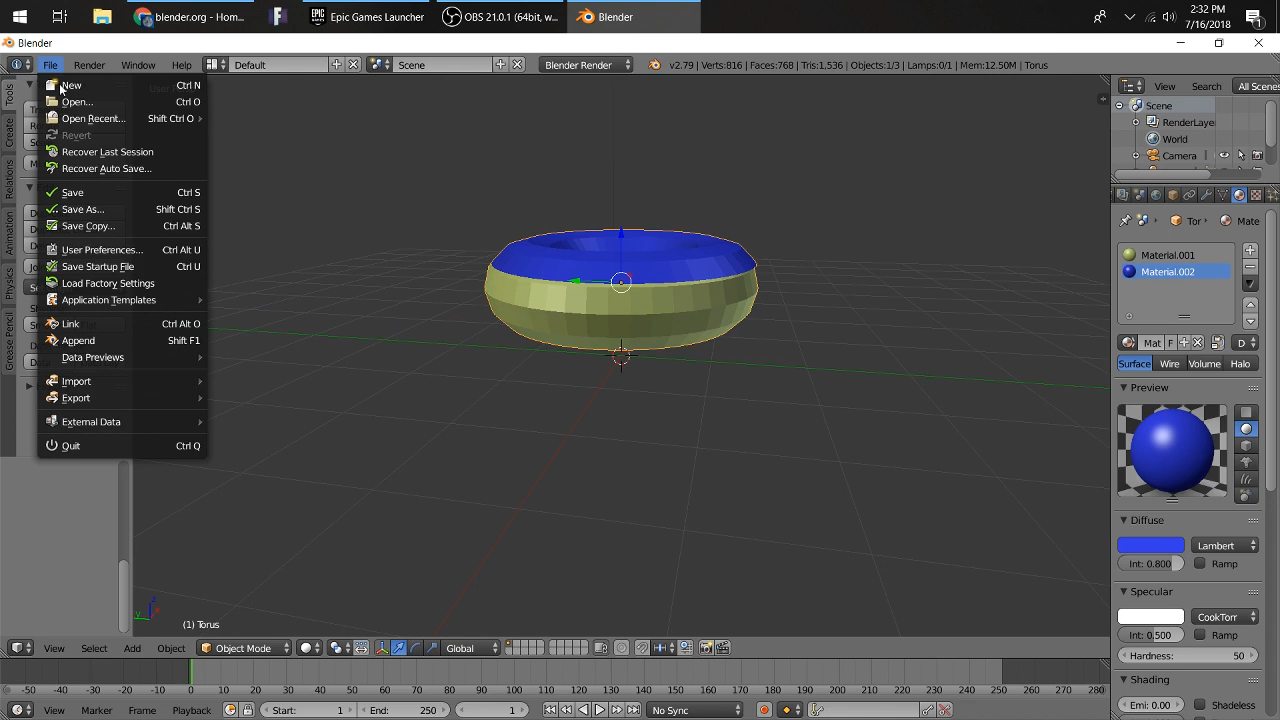 blender.org - Hom...
Epic Games Launcher
OBS 21.0.1 (64bit, w...
Blender
2:32 PM
7/16/2018
1
Blender
File Render Window Help
Default
Scene
Blender Render
v2.79 | Verts:816 | Faces:768 | Tris:1,536 | Objects:1/3 | Lamps:0/1 | Mem:12.50M | Torus
New Ctrl N
Open... Ctrl O
Open Recent... Shift Ctrl O
Revert
Recover Last Session
Recover Auto Save...
Save Ctrl S
Save As... Shift Ctrl S
Save Copy... Ctrl Alt S
User Preferences... Ctrl Alt U
Save Startup File Ctrl U
Load Factory Settings
Application Templates
Link Ctrl Alt O
Append Shift F1
Data Previews
Import
Export
External Data
Quit Ctrl Q
Tools
Create
Relations
Animation
Physics
Grease Pencil
View Search All Scenes
Scene
RenderLayer
World
Camera
Tor Mate
Material.001
Material.002
Mat F D
Surface Wire Volume Halo
Preview
Diffuse
Lambert
Int: 0.800 Ramp
Specular
CookTorr
Int: 0.500 Ramp
Hardness: 50
Shading
Emi: 0.00 Shadeless
z
y x
(1) Torus
View Select Add Object Object Mode Global
-50 -40 -30 -20 -10 0 10 20 30 40 50 60 70 80 90 100 110 120 130 140 150 160 170 180 190 200 210 220 230 240 250 260 270 280
View Marker Frame Playback Start: 1 End: 250 1 No Sync